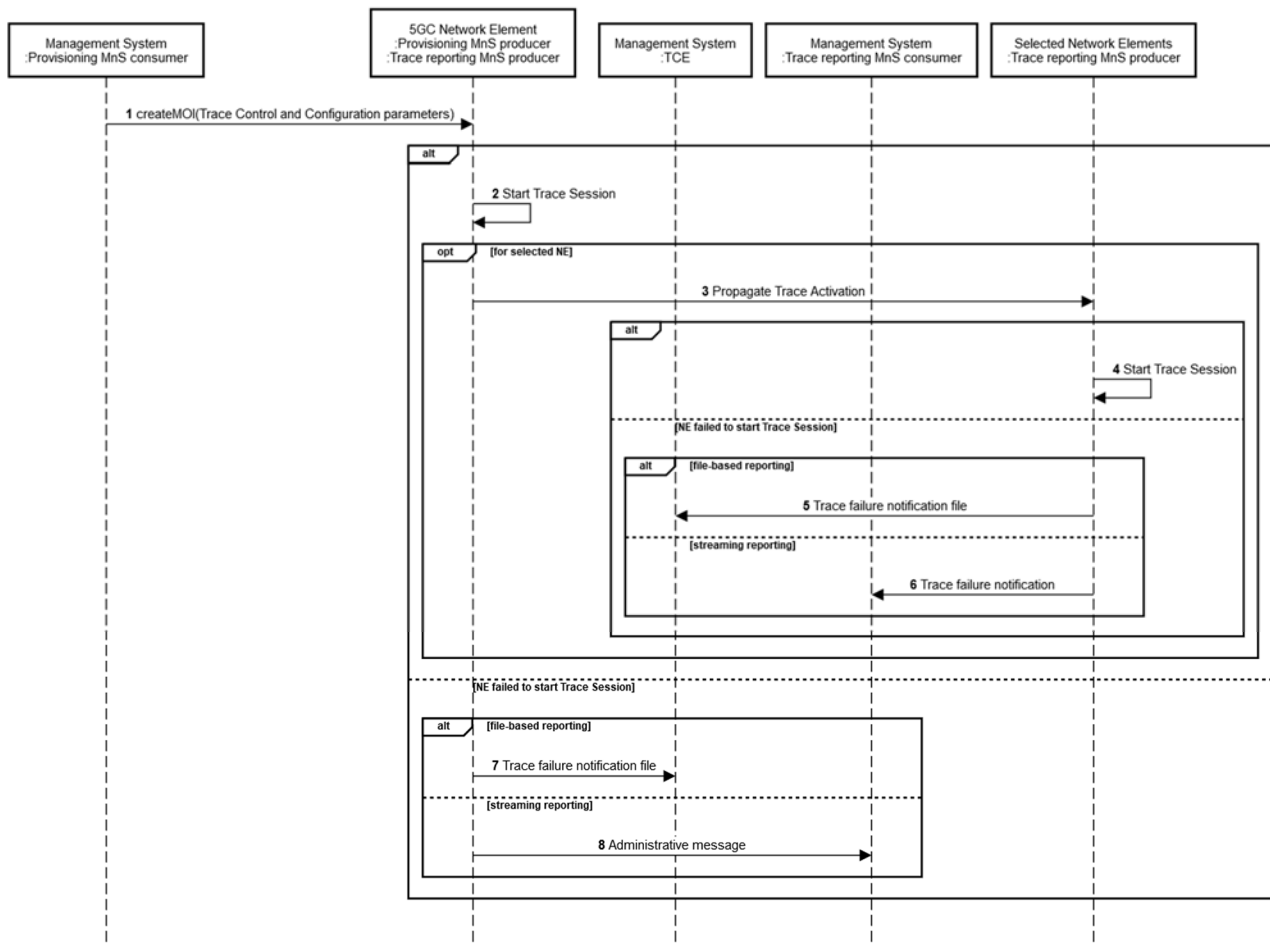 Management System
:Provisioning MnS consumer
5GC Network Element
:Provisioning MnS producer
:Trace reporting MnS producer
Management System
:TCE
Management System
:Trace reporting MnS consumer
Selected Network Elements
:Trace reporting MnS producer
1 createMOI(Trace Control and Configuration parameters)
alt
2 Start Trace Session
opt [for selected NE]
3 Propagate Trace Activation
alt
4 Start Trace Session
[NE failed to start Trace Session]
alt [file-based reporting]
5 Trace failure notification file
[streaming reporting]
6 Trace failure notification
[NE failed to start Trace Session]
alt [file-based reporting]
7 Trace failure notification file
[streaming reporting]
8 Administrative message